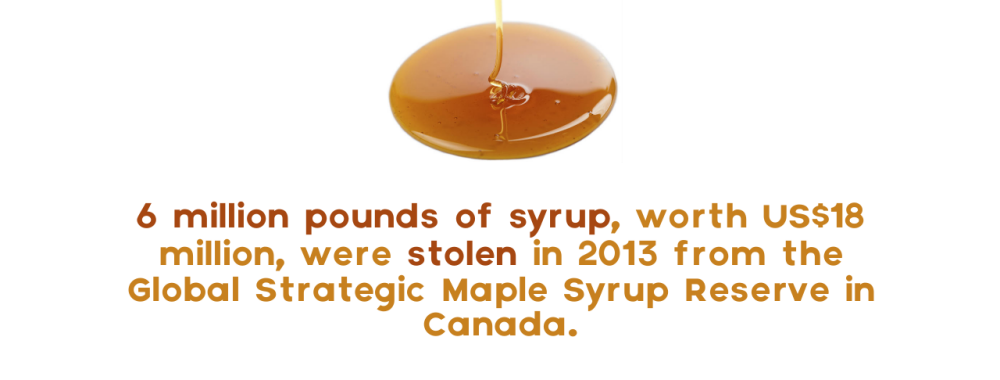 6 million pounds of syrup, worth US$18
million, were stolen in 2013 from the
Global Strategic Maple Syrup Reserve in
Canada.